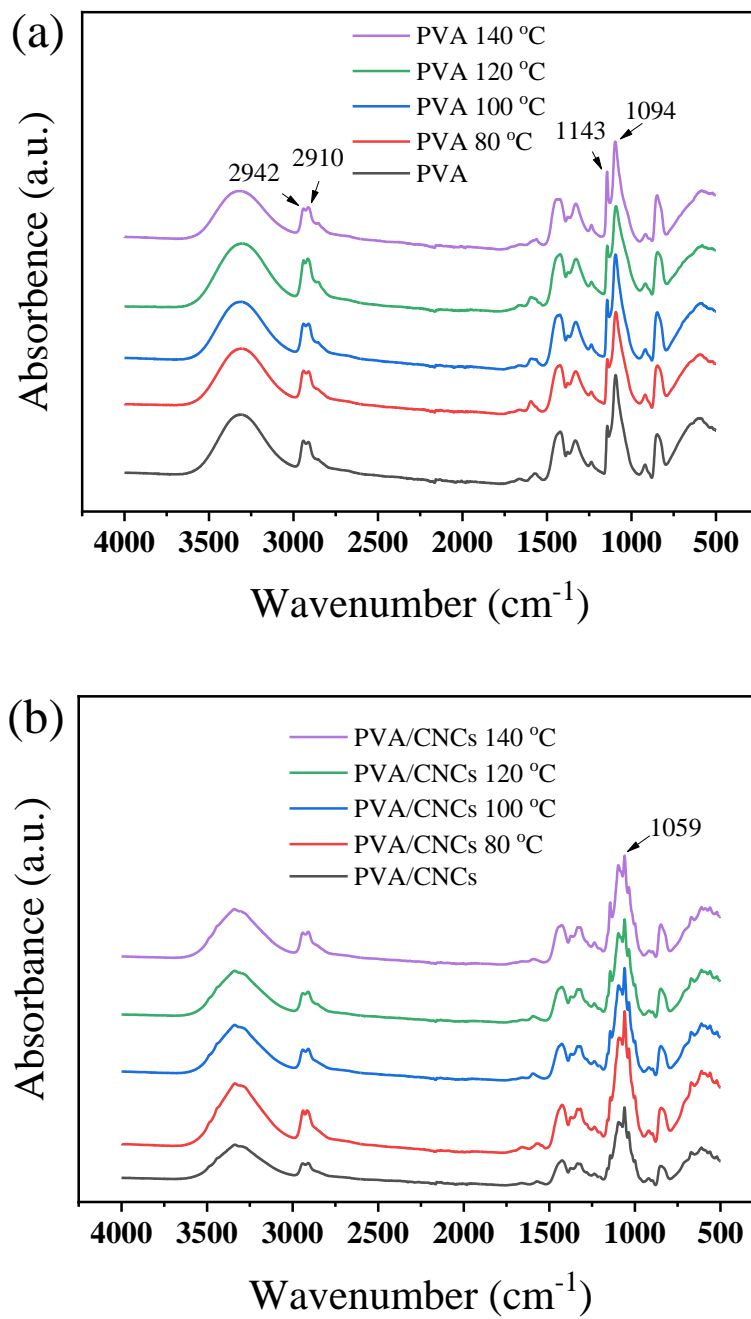 (a)
PVA 140 °C
PVA 120 °C
PVA 100 °C
PVA 80 °C
PVA
1094
1143
2942
2910
Absorbence (a.u.)
4000 3500 3000 2500 2000 1500 1000 500
Wavenumber (cm⁻¹)
(b)
PVA/CNCs 140 °C
PVA/CNCs 120 °C
PVA/CNCs 100 °C
PVA/CNCs 80 °C
PVA/CNCs
1059
Absorbance (a.u.)
4000 3500 3000 2500 2000 1500 1000 500
Wavenumber (cm⁻¹)